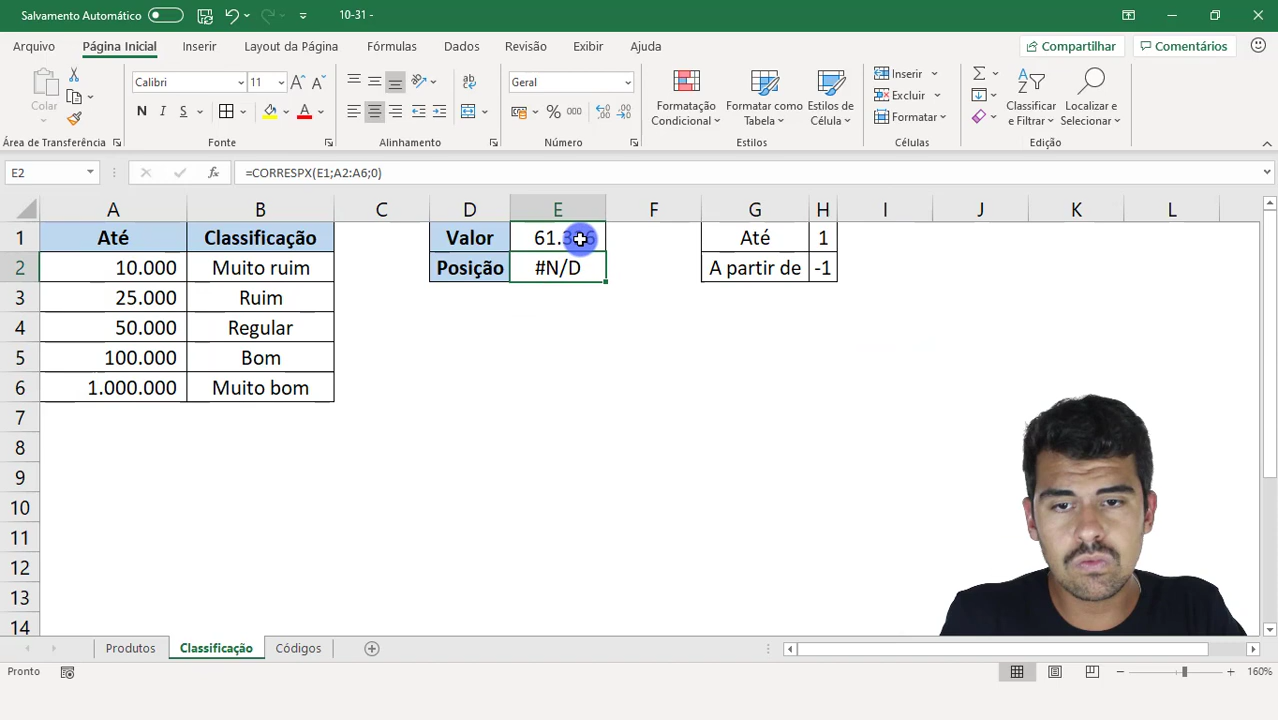 Salvamento Automático
10-31 -
Arquivo Página Inicial Inserir Layout da Página Fórmulas Dados Revisão Exibir Ajuda Compartilhar Comentários
Colar
Calibri 11
N I S
Geral
% 000
Formatação Condicional
Formatar como Tabela
Estilos de Célula
Inserir
Excluir
Formatar
Classificar e Filtrar
Localizar e Selecionar
Área de Transferência Fonte Alinhamento Número Estilos Células Edição
E2 fx =CORRESPX(E1;A2:A6;0)
A B C D E F G H I J K L
1 Até Classificação Valor Até 1
2 10.000 Muito ruim Posição #N/D A partir de -1
3 25.000 Ruim
4 50.000 Regular
5 100.000 Bom
6 1.000.000 Muito bom
7
8
9
10
11
12
13
14
Produtos Classificação Códigos
Pronto 160%